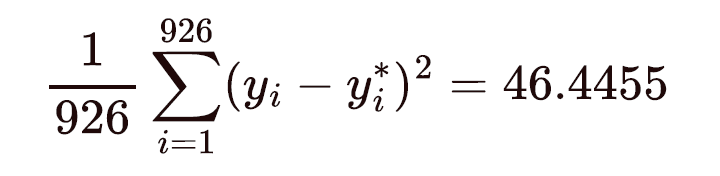 \frac{1}{926} \sum_{i=1}^{926} (y_i - y_i^*)^2 = 46.4455